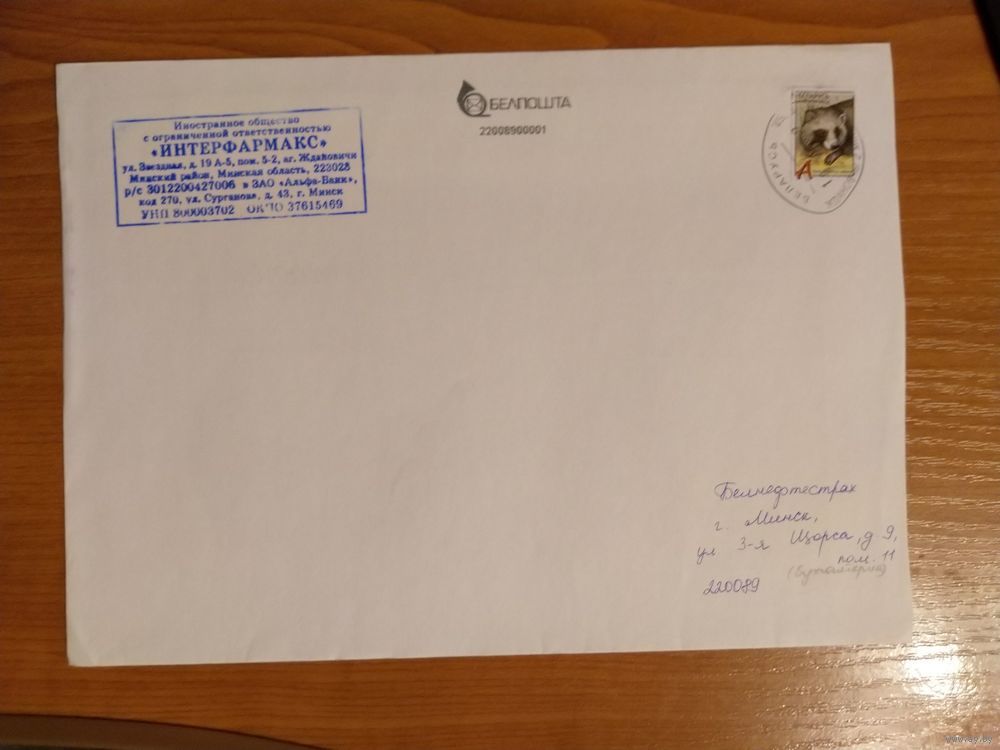 Иностранное общество
с ограниченной ответственностью
«ИНТЕРФАРМАКС»
ул. Звездная, д. 19 А-5, пом. 5-2, аг. Ждановичи
Минский район, Минская область, 223028
р/с 3012200427006 в ЗАО «Альфа-Банк»,
код 270, ул. Сурганова, д. 43, г. Минск
УНП 800003702 ОКПО 37615469
БЕЛПОШТА
22008900001
А
БЕЛАРУСЬ
Белнефтестрах
г. Минск,
ул 3-я Щорса, д 9,
пом. 11
(бухгалтерия)
220089